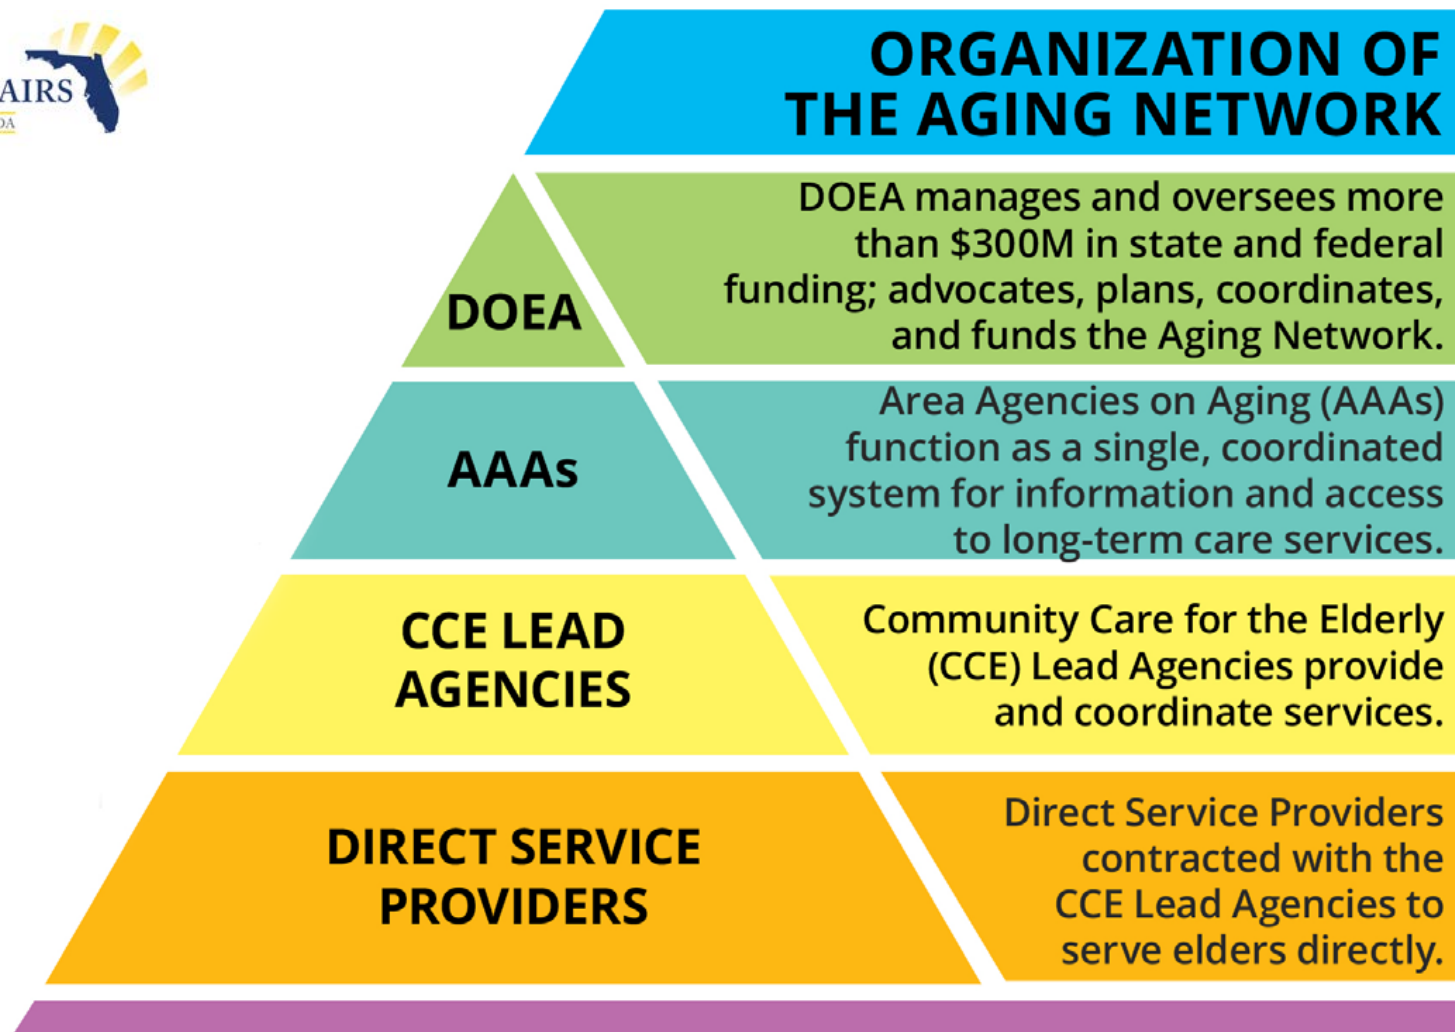 AIRS
DA
ORGANIZATION OF
THE AGING NETWORK
DOEA
DOEA manages and oversees more
than $300M in state and federal
funding; advocates, plans, coordinates,
and funds the Aging Network.
AAAs
Area Agencies on Aging (AAAs)
function as a single, coordinated
system for information and access
to long-term care services.
CCE LEAD
AGENCIES
Community Care for the Elderly
(CCE) Lead Agencies provide
and coordinate services.
DIRECT SERVICE
PROVIDERS
Direct Service Providers
contracted with the
CCE Lead Agencies to
serve elders directly.